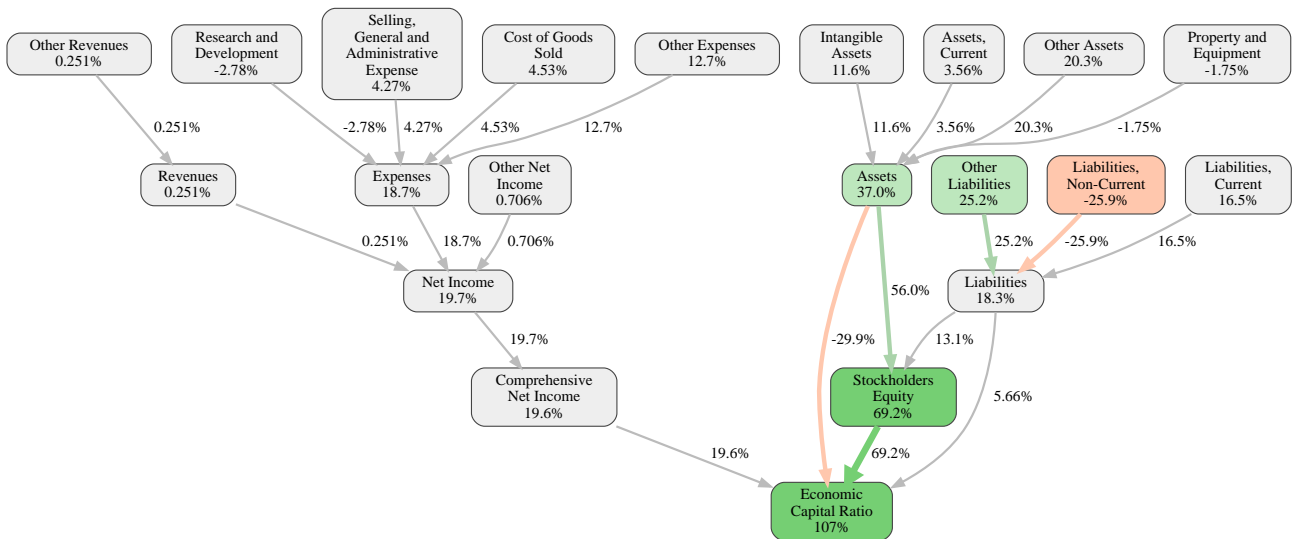 Other Revenues
0.251%
Research and
Development
-2.78%
Selling,
General and
Administrative
Expense
4.27%
Cost of Goods
Sold
4.53%
Other Expenses
12.7%
Intangible
Assets
11.6%
Assets,
Current
3.56%
Other Assets
20.3%
Property and
Equipment
-1.75%
0.251%
-2.78%
4.27%
4.53%
12.7%
11.6%
3.56%
20.3%
-1.75%
Revenues
0.251%
Expenses
18.7%
Other Net
Income
0.706%
Assets
37.0%
Other
Liabilities
25.2%
Liabilities,
Non-Current
-25.9%
Liabilities,
Current
16.5%
0.251%
18.7%
0.706%
25.2%
-25.9%
16.5%
Net Income
19.7%
56.0%
Liabilities
18.3%
19.7%
-29.9%
13.1%
Comprehensive
Net Income
19.6%
Stockholders
Equity
69.2%
5.66%
19.6%
69.2%
Economic
Capital Ratio
107%